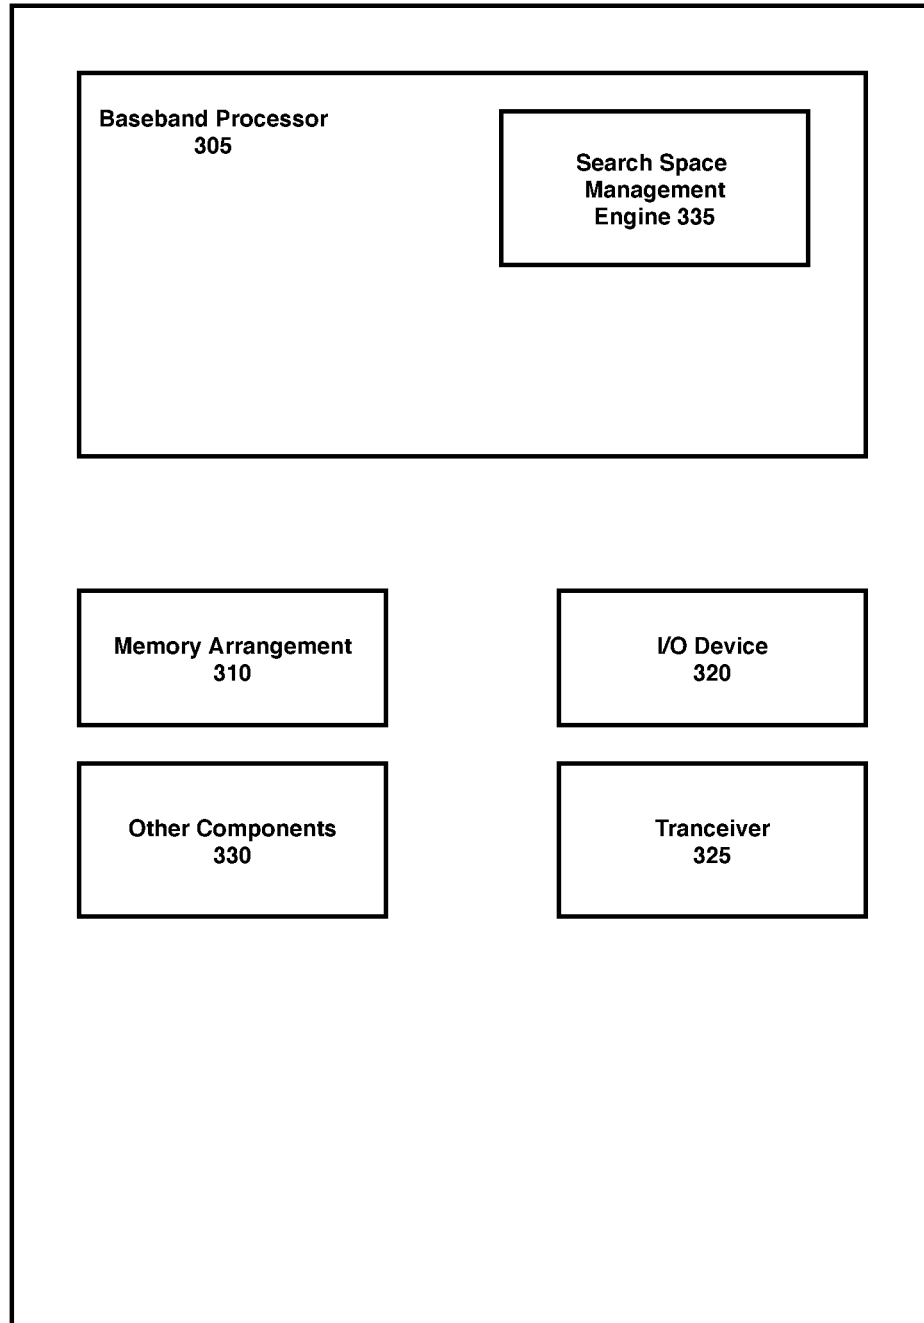 Baseband Processor
305
Search Space
Management
Engine 335
Memory Arrangement
310
I/O Device
320
Other Components
330
Tranceiver
325